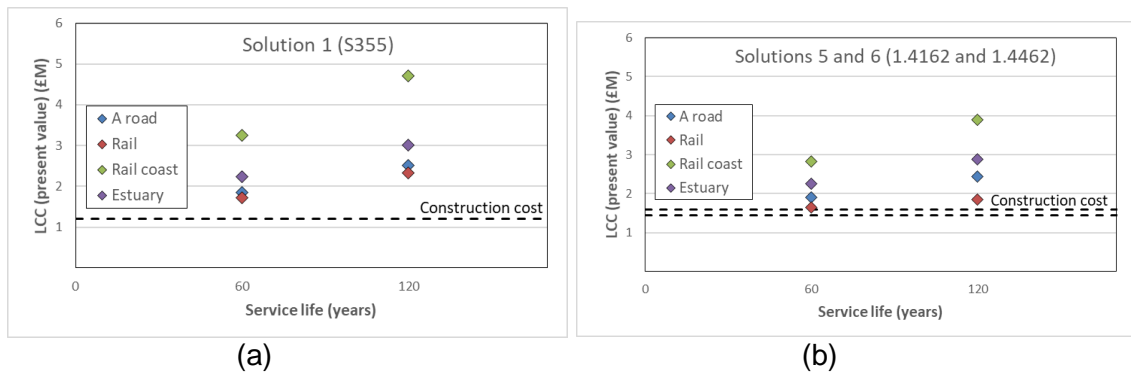 Solution 1 (S355)
LCC (present value) (£M)
6
5
4
3
2
1
A road
Rail
Rail coast
Estuary
Construction cost
0
60
120
Service life (years)
(a)
Solutions 5 and 6 (1.4162 and 1.4462)
LCC (present value) (£M)
6
5
4
3
2
1
A road
Rail
Rail coast
Estuary
Construction cost
0
60
120
Service life (years)
(b)